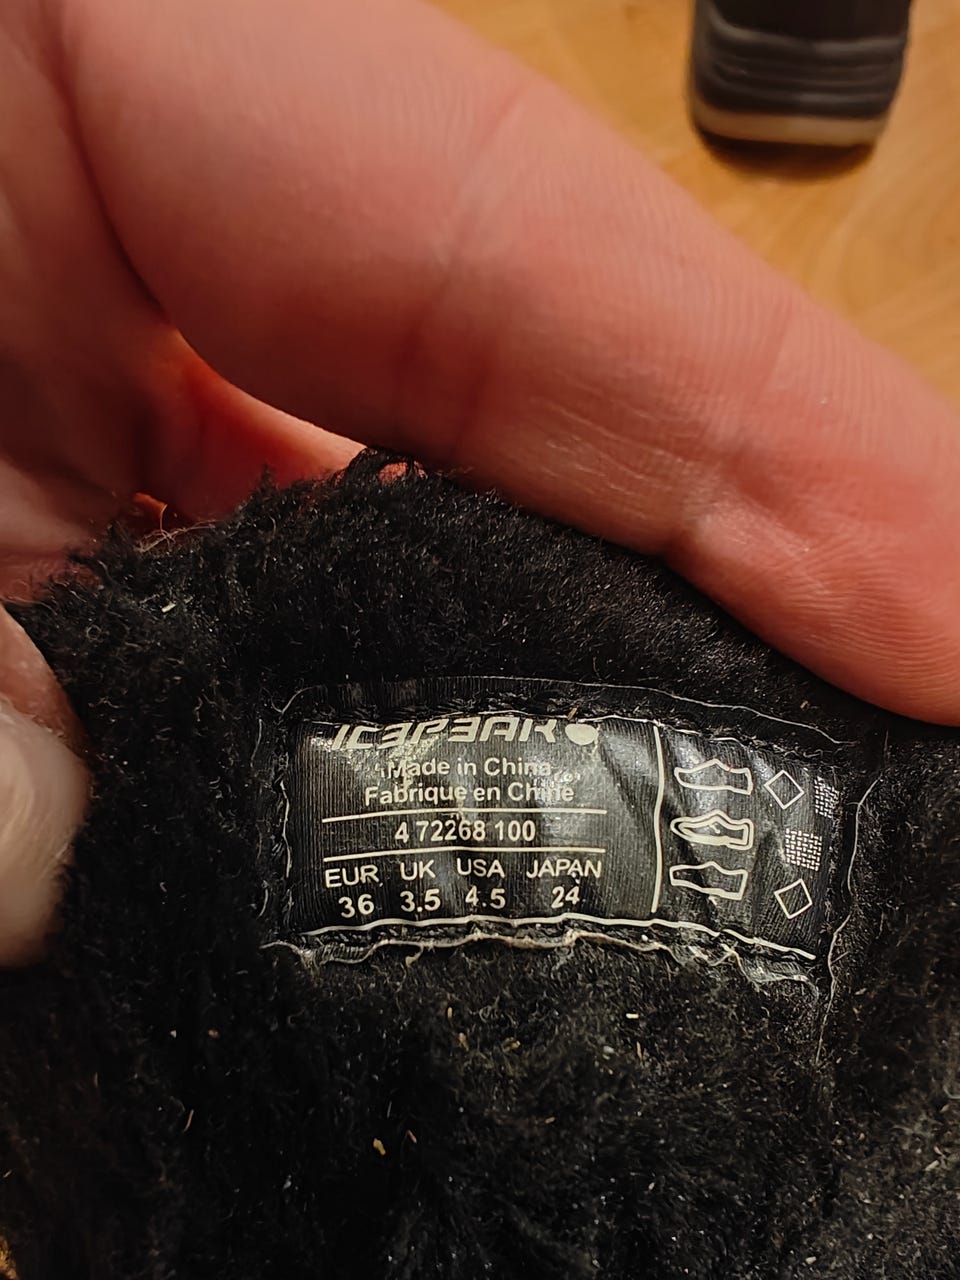 ICEPEAK
Made in China
Fabrique en Chine
4 72268 100
EUR UK USA JAPAN
36 3.5 4.5 24